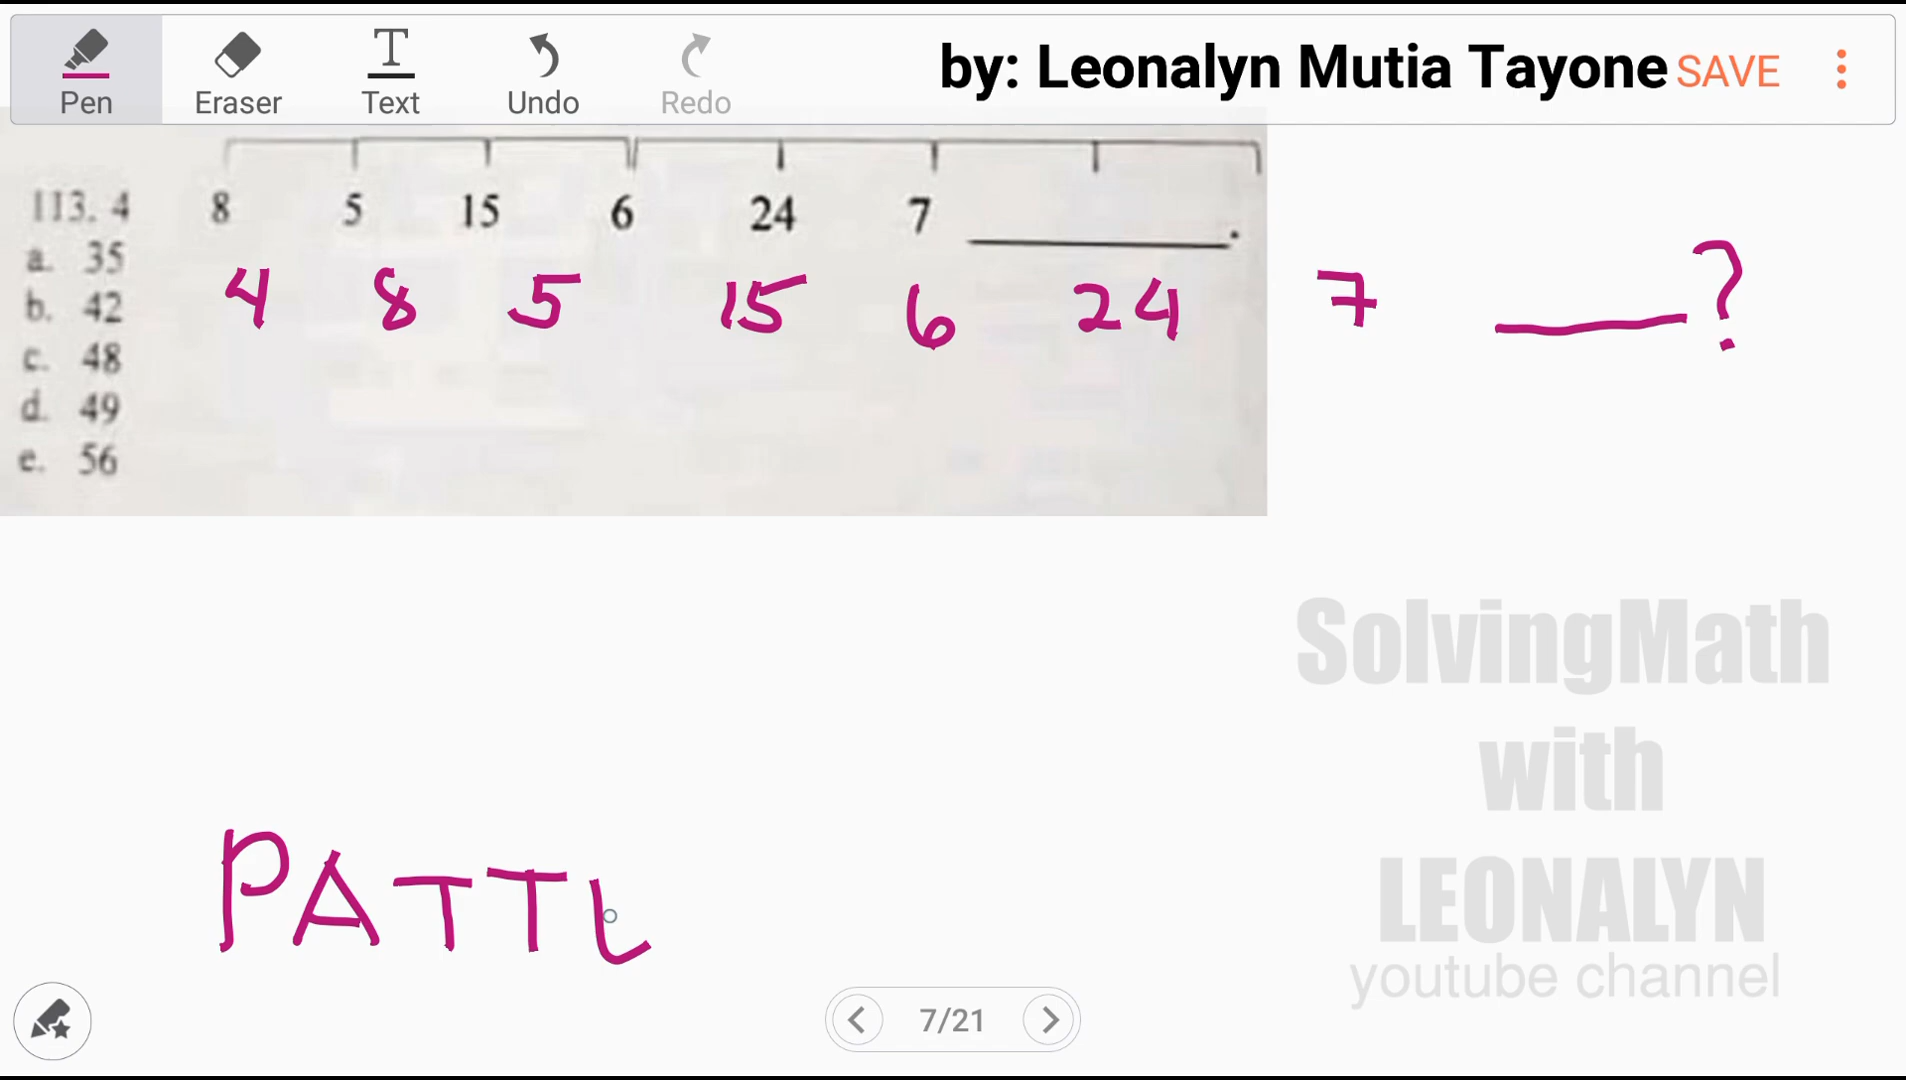 by: Leonalyn Mutia Tayone SAVE
Pen Eraser Text Undo Redo
113. 4 8 5 15 6 24 7 ________.
a. 35
b. 42
c. 48
d. 49
e. 56
4 8 5 15 6 24 7 ___?
SolvingMath
with
LEONALYN
youtube channel
PATT
7/21